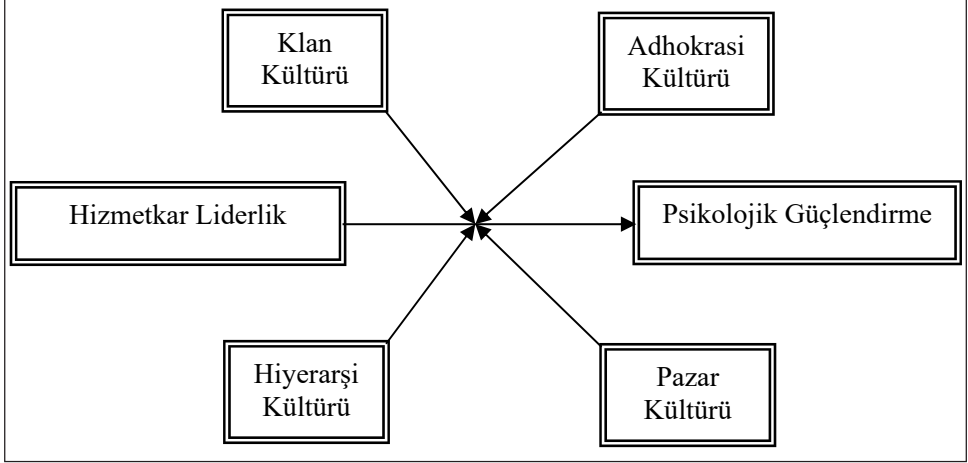 Klan
Kültürü
Adhokrasi
Kültürü
Hizmetkar Liderlik
Psikolojik Güçlendirme
Hiyerarşi
Kültürü
Pazar
Kültürü